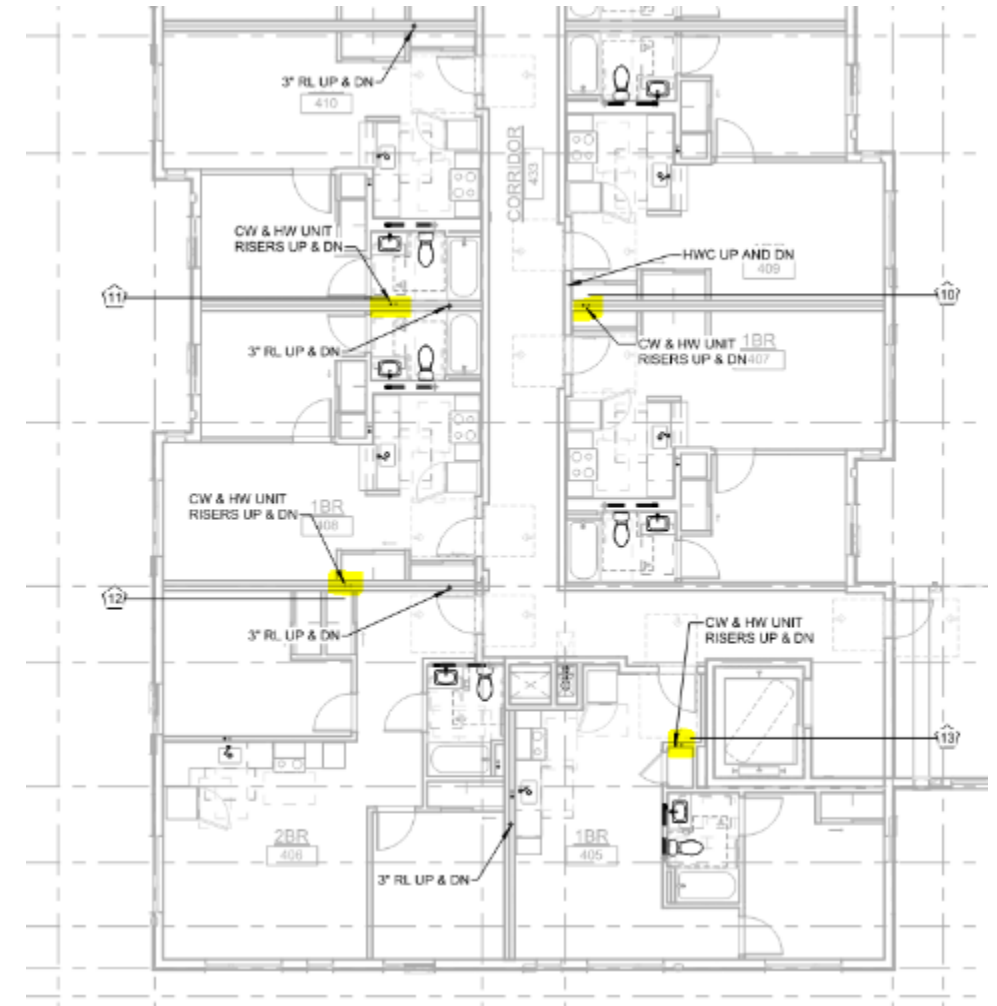 3" RL UP & DN
410
CORRIDOR
433
CW & HW UNIT
RISERS UP & DN
HWC UP AND DN
409
11
10
3" RL UP & DN
CW & HW UNIT
RISERS UP & DN
1BR
407
CW & HW UNIT
RISERS UP & DN
1BR
408
12
3" RL UP & DN
CW & HW UNIT
RISERS UP & DN
13
2BR
406
1BR
405
3" RL UP & DN